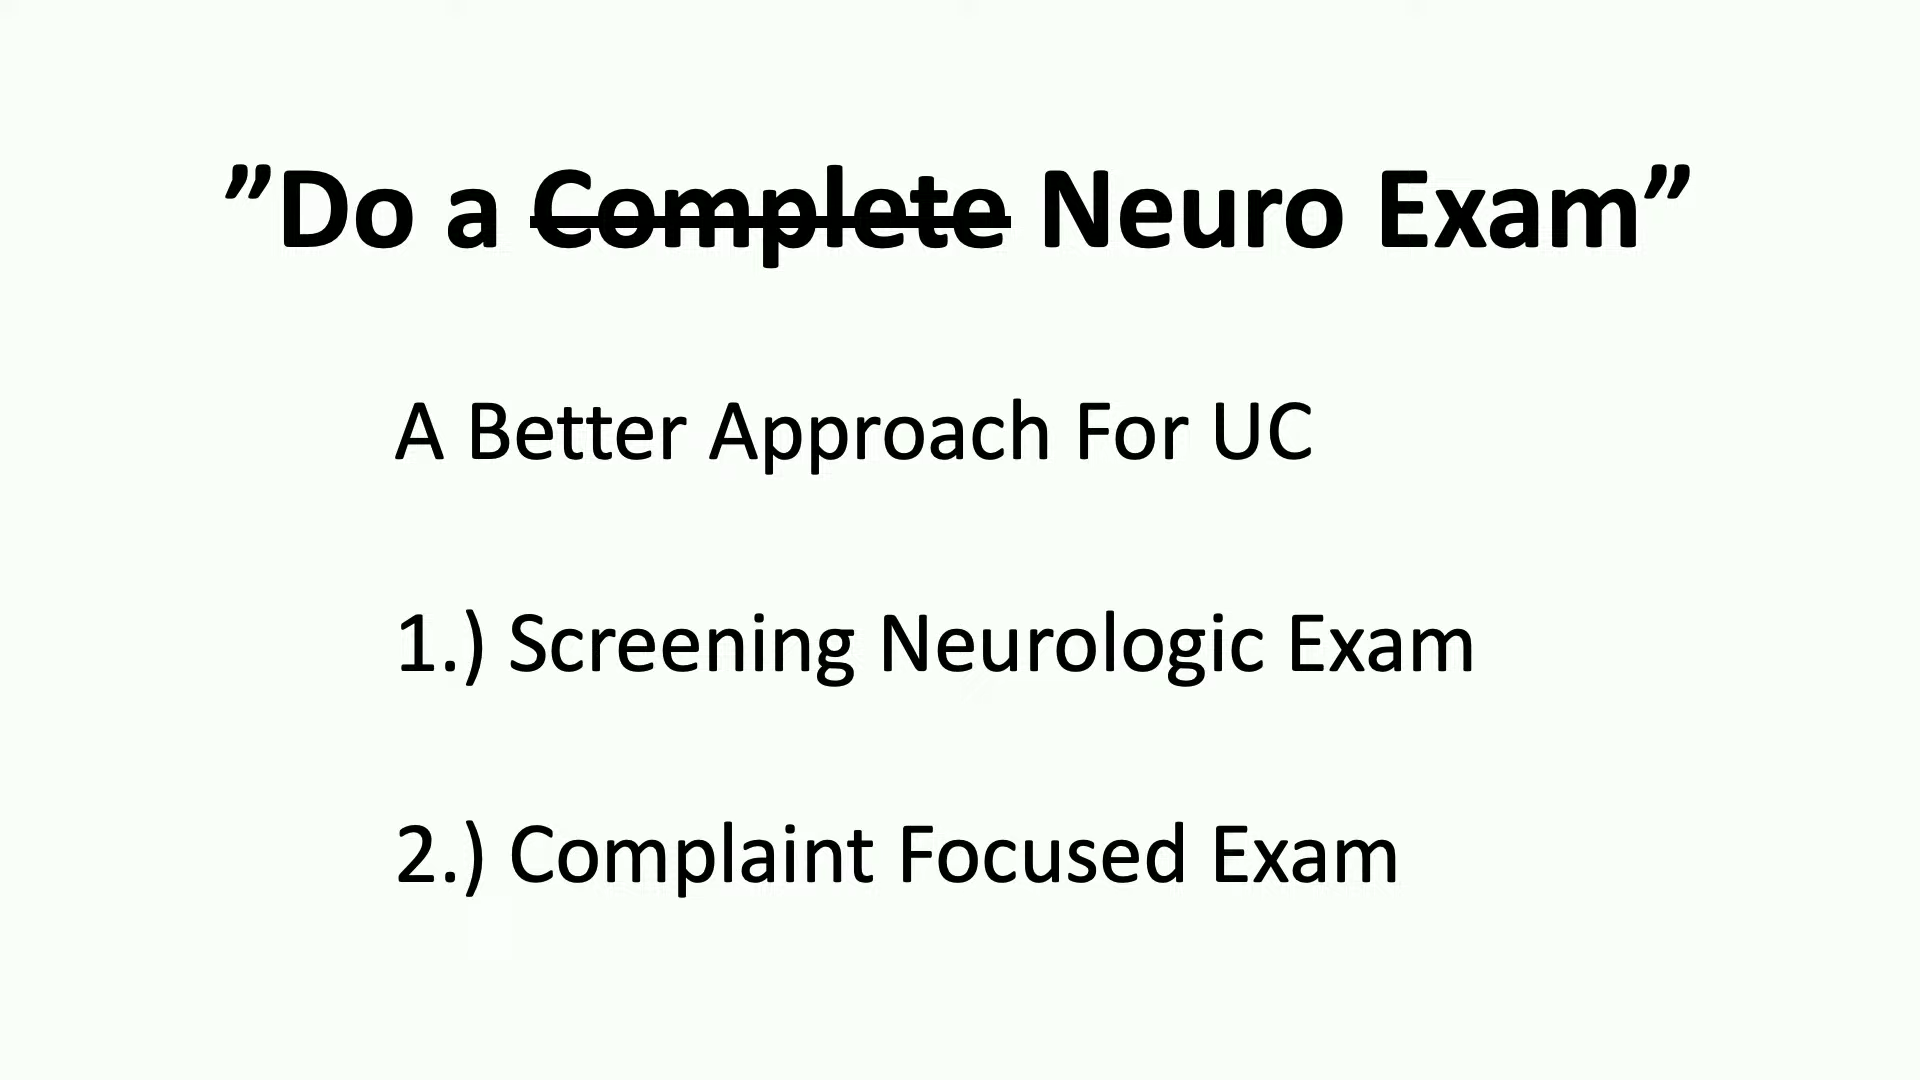 ”Do a Complete Neuro Exam”
A Better Approach For UC
1.) Screening Neurologic Exam
2.) Complaint Focused Exam